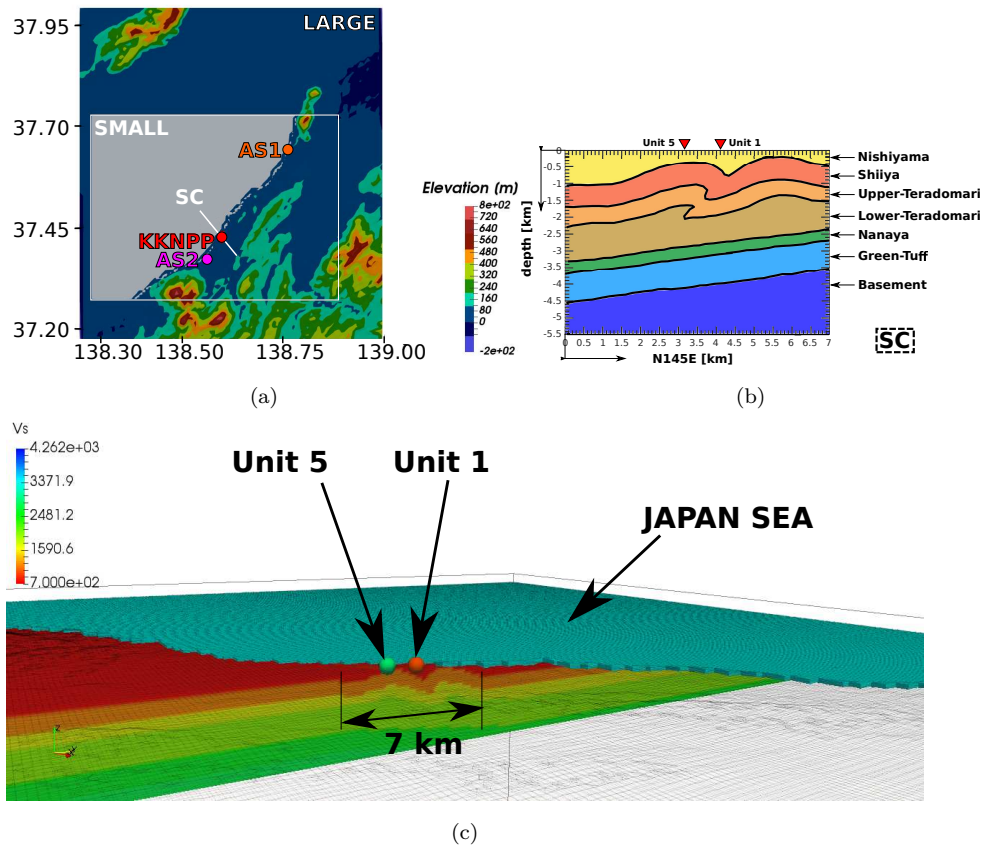 37.95
LARGE
37.70
SMALL
AS1
SC
37.45
KKNPP
AS2
37.20
138.30 138.50 138.75 139.00
Elevation (m)
8e+02
720
640
560
480
400
320
240
160
80
0
-2e+02
(a)
Unit 5 Unit 1
0
-0.5
-1
-1.5
-2
-2.5
-3
-3.5
-4
-4.5
-5
-5.5
depth [km]
0 0.5 1 1.5 2 2.5 3 3.5 4 4.5 5 5.5 6 6.5 7
N145E [km]
Nishiyama
Shiiya
Upper-Teradomari
Lower-Teradomari
Nanaya
Green-Tuff
Basement
SC
(b)
Vs
4.262e+03
3371.9
2481.2
1590.6
7.000e+02
Unit 5 Unit 1
JAPAN SEA
7 km
(c)